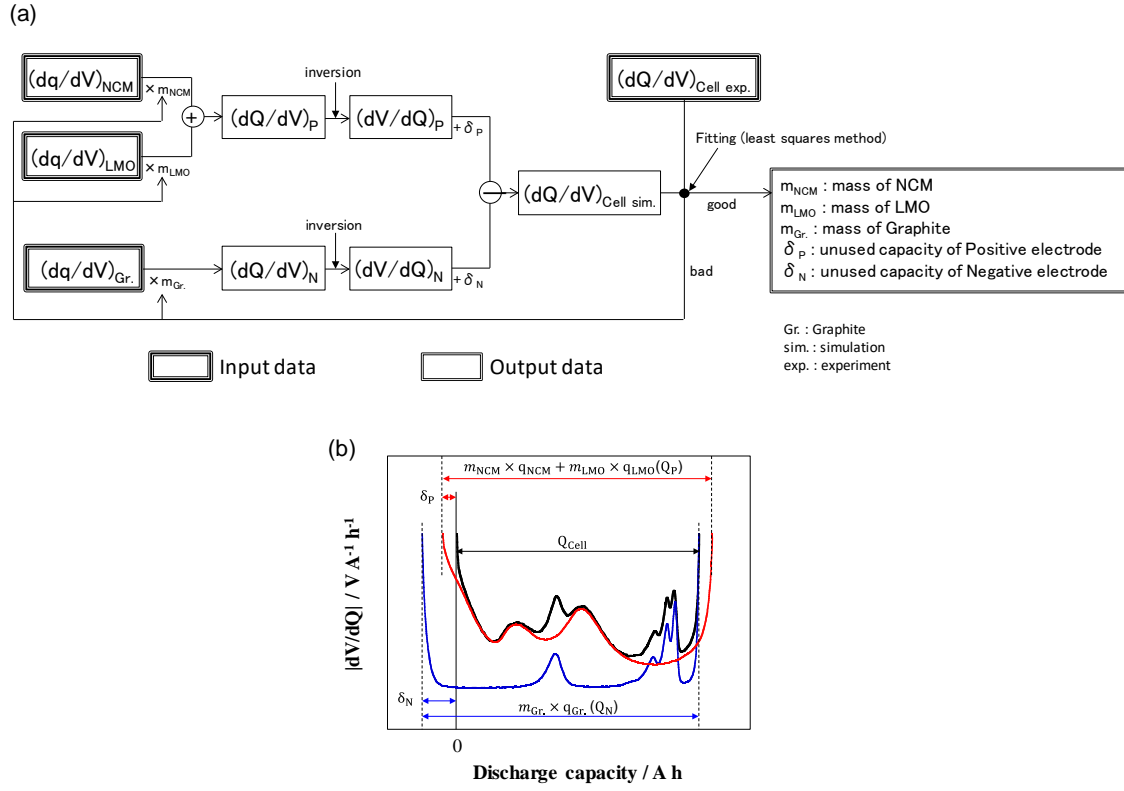 (a)
(dq/dV)NCM
× mNCM
(dq/dV)LMO
× mLMO
+
(dQ/dV)P
inversion
(dV/dQ)P
+ δP
(dq/dV)Gr.
× mGr.
(dQ/dV)N
inversion
(dV/dQ)N
+ δN
−
(dQ/dV)Cell sim.
(dQ/dV)Cell exp.
Fitting (least squares method)
good
bad
mNCM : mass of NCM
mLMO : mass of LMO
mGr. : mass of Graphite
δP : unused capacity of Positive electrode
δN : unused capacity of Negative electrode
Gr. : Graphite
sim. : simulation
exp. : experiment
Input data
Output data
(b)
mNCM × qNCM + mLMO × qLMO(QP)
δP
QCell
|dV/dQ| / V A-1 h-1
δN
mGr. × qGr. (QN)
0
Discharge capacity / A h